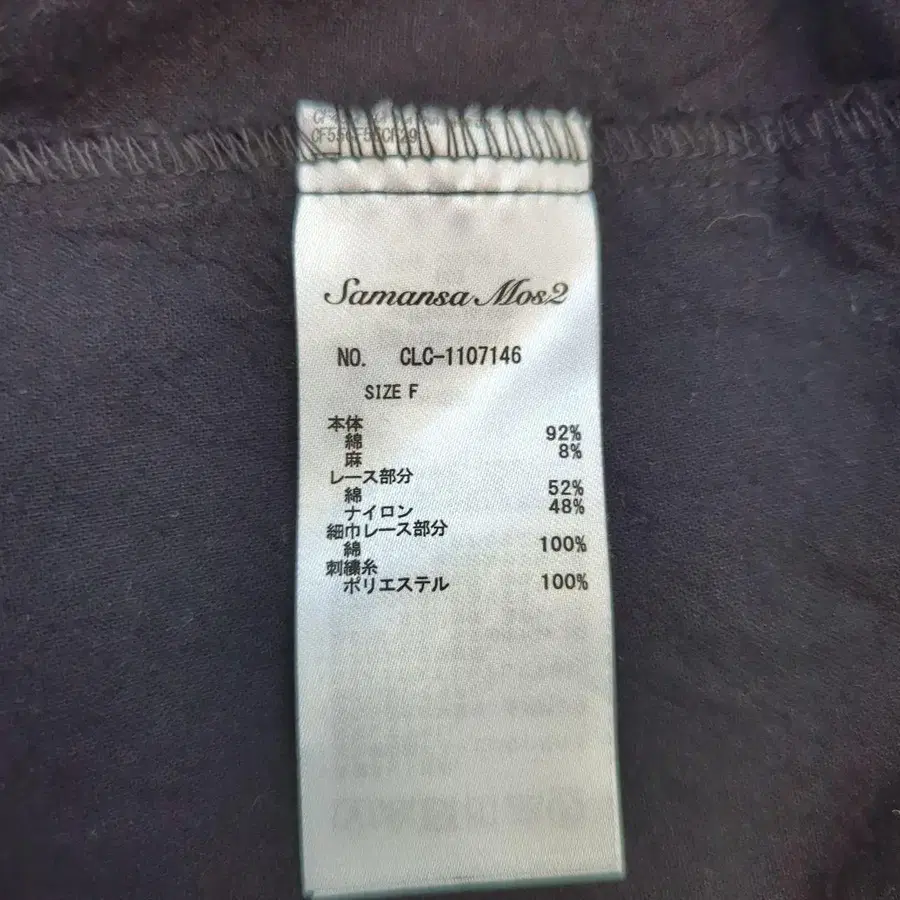 Samansa Mos2
NO. CLC-1107146
SIZE F
本体
綿 92%
麻 8%
レース部分
綿 52%
ナイロン 48%
細巾レース部分
綿 100%
刺繍糸
ポリエステル 100%